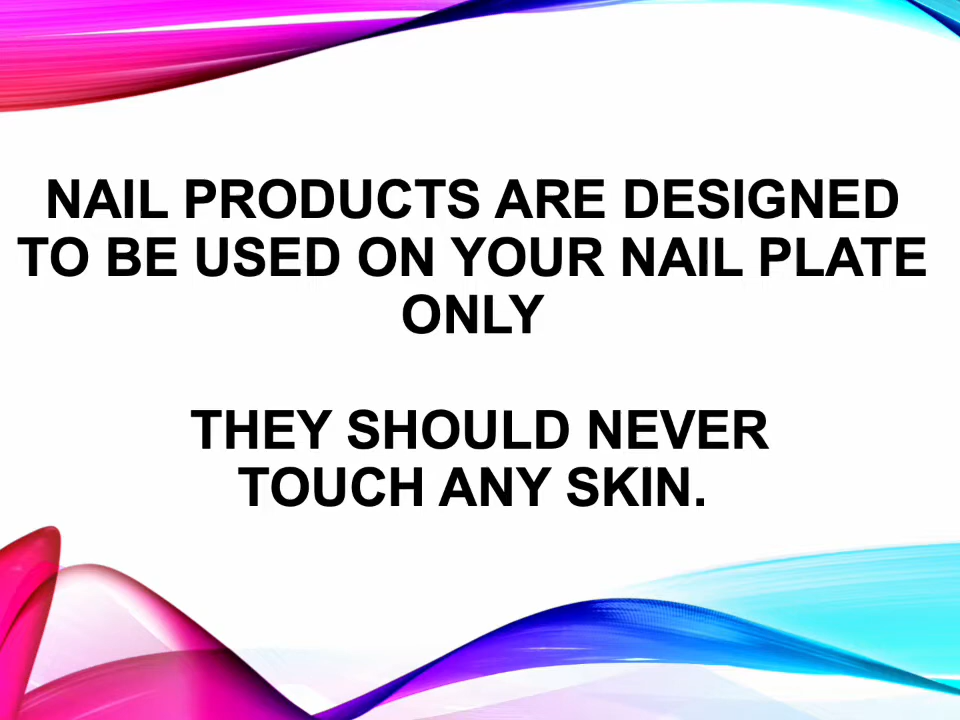 NAIL PRODUCTS ARE DESIGNED
TO BE USED ON YOUR NAIL PLATE
ONLY
THEY SHOULD NEVER
TOUCH ANY SKIN.